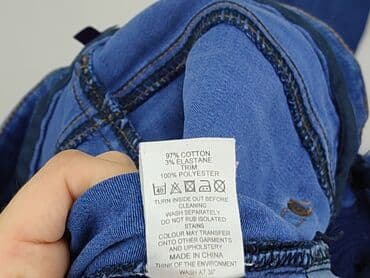 97% COTTON
3% ELASTANE
TRIM:
100% POLYESTER
40
TURN INSIDE OUT BEFORE
CLEANING
WASH SEPARATELY
DO NOT RUB ISOLATED
STAINS
COLOUR MAY TRANSFER
ONTO OTHER GARMENTS
AND UPHOLSTERY
MADE IN CHINA
THINK OF THE ENVIRONMENT
WASH AT 30°